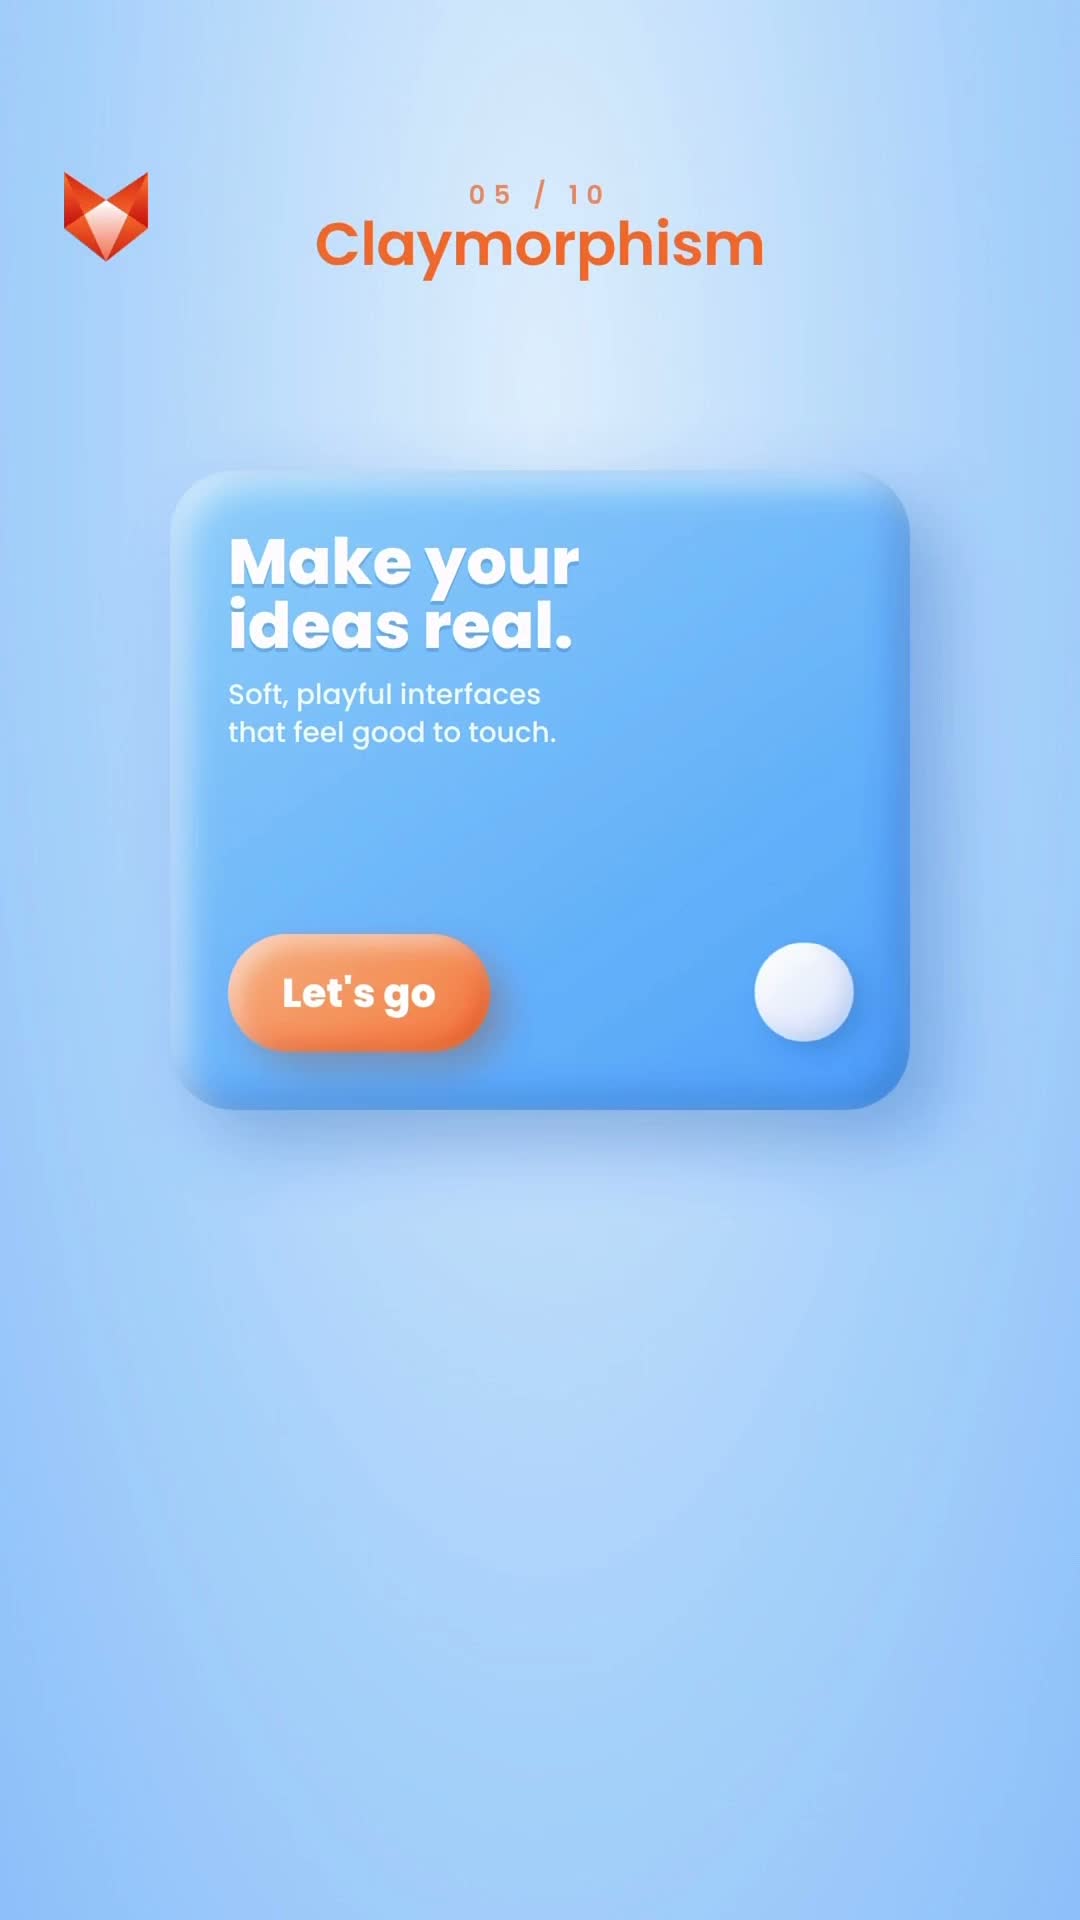 05 / 10
Claymorphism
Make your
ideas real.
Soft, playful interfaces
that feel good to touch.
Let's go